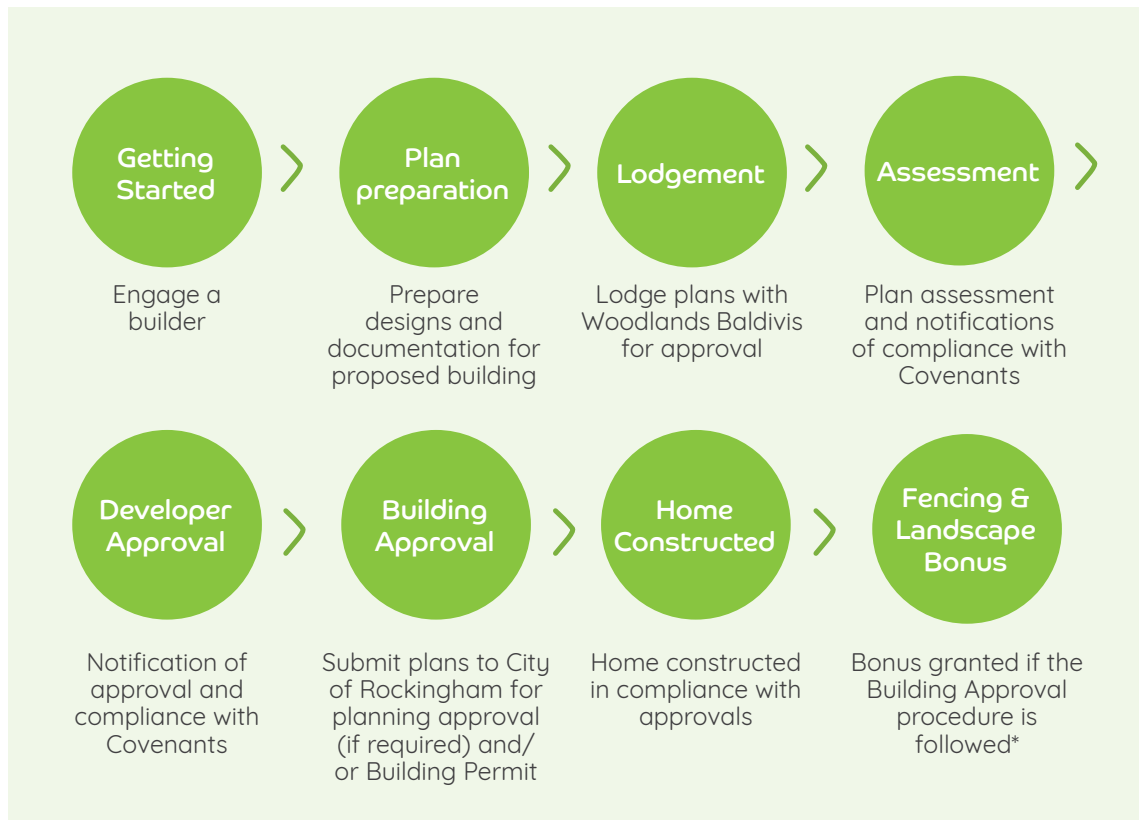 Getting
Started
Plan
preparation
Lodgement
Assessment
Engage a
builder
Prepare
designs and
documentation for
proposed building
Lodge plans with
Woodlands Baldivis
for approval
Plan assessment
and notifications
of compliance with
Covenants
Developer
Approval
Building
Approval
Home
Constructed
Fencing &
Landscape
Bonus
Notification of
approval and
compliance with
Covenants
Submit plans to City
of Rockingham for
planning approval
(if required) and/
or Building Permit
Home constructed
in compliance with
approvals
Bonus granted if the
Building Approval
procedure is
followed*